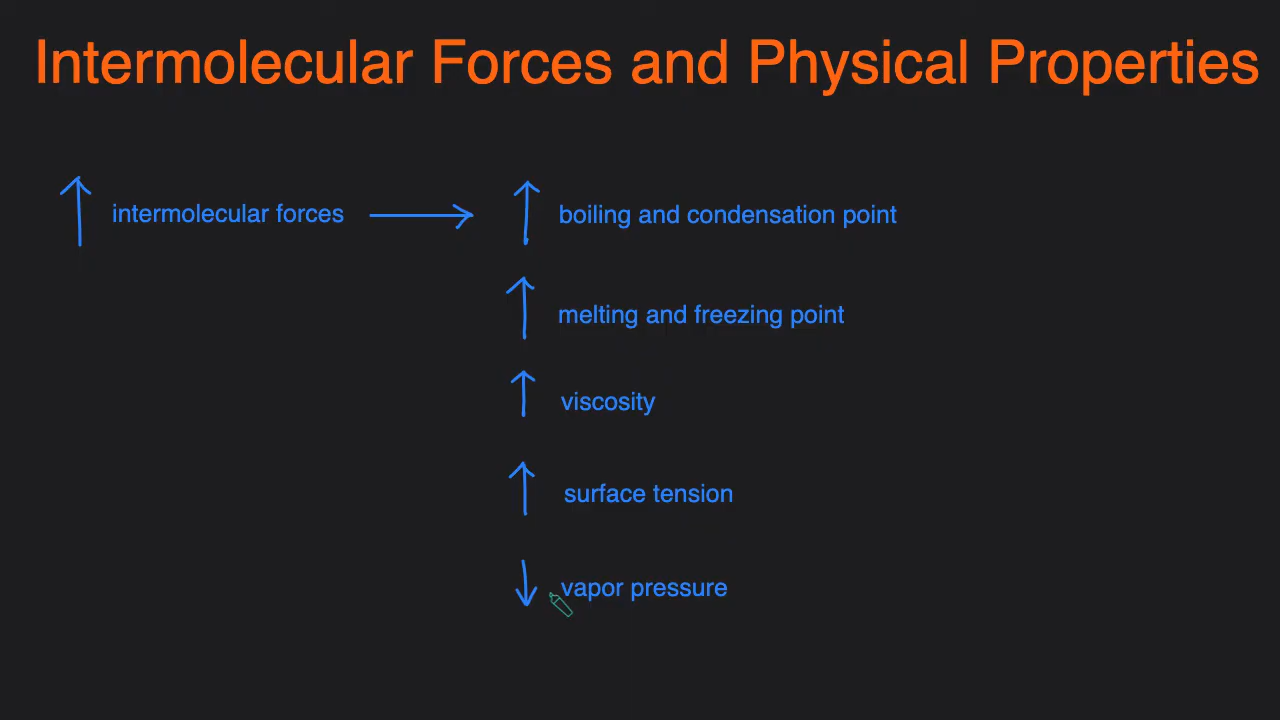 Intermolecular Forces and Physical Properties
intermolecular forces
boiling and condensation point
melting and freezing point
viscosity
surface tension
vapor pressure